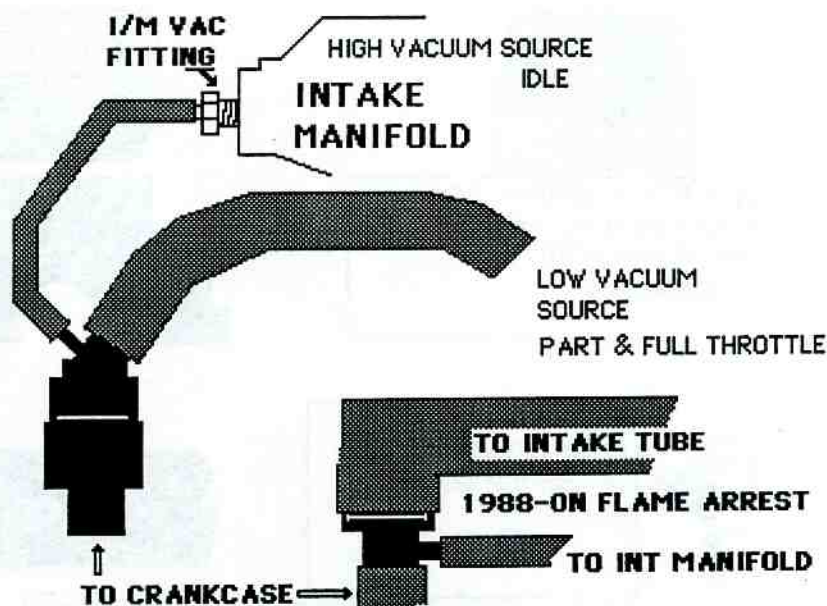 I/M VAC
FITTING
HIGH VACUUM SOURCE
IDLE
INTAKE
MANIFOLD
LOW VACUUM
SOURCE
PART & FULL THROTTLE
TO INTAKE TUBE
1988-ON FLAME ARREST
TO INT MANIFOLD
TO CRANKCASE